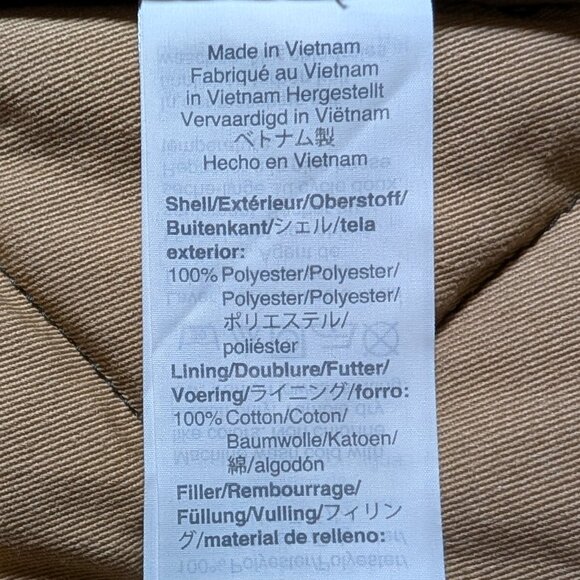 Made in Vietnam
Fabriqué au Vietnam
in Vietnam Hergestellt
Vervaardigd in Viëtnam
ベトナム製
Hecho en Vietnam
Shell/Extérieur/Oberstoff/
Buitenkant/シェル/tela
exterior:
100% Polyester/Polyester/
Polyester/Polyester/
ポリエステル/
poliéster
Lining/Doublure/Futter/
Voering/ライニング/forro:
100% Cotton/Coton/
Baumwolle/Katoen/
綿/algodón
Filler/Rembourrage/
Füllung/Vulling/フィリン
グ/material de relleno:
100% Polyester/Polyester/